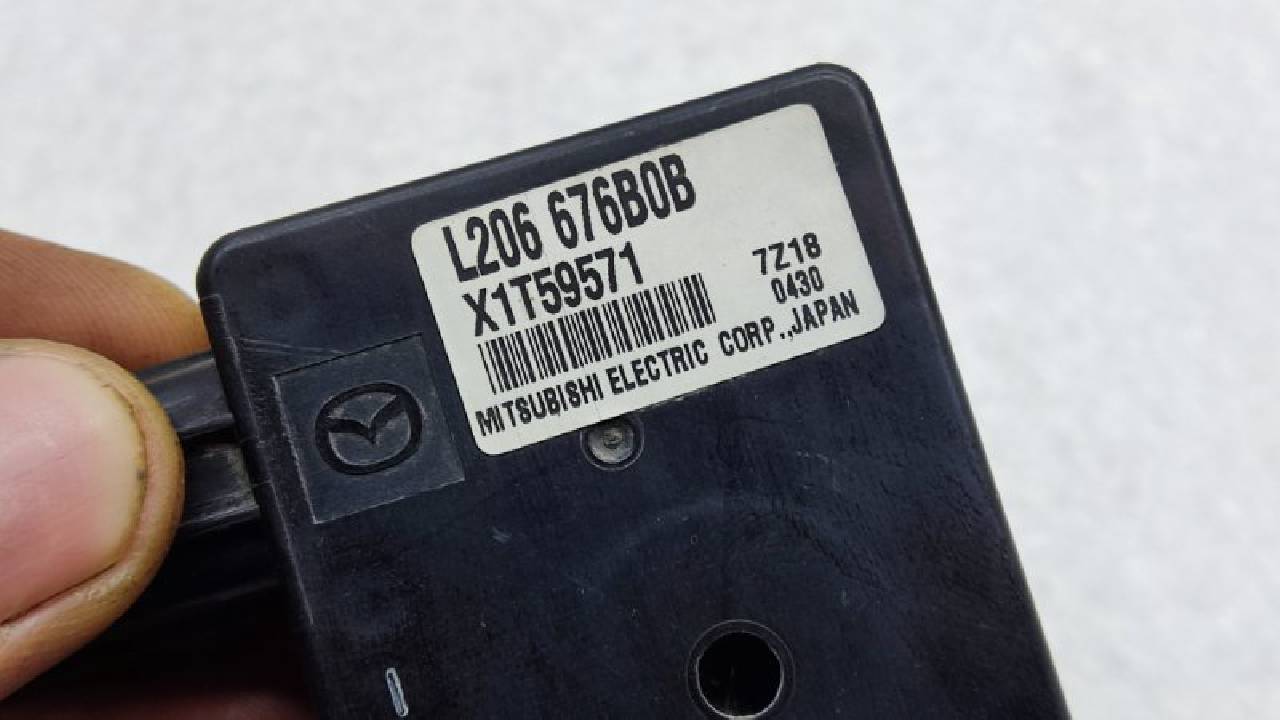 L206 676B0B
X1T59571
7Z18
0430
MITSUBISHI ELECTRIC CORP.,JAPAN